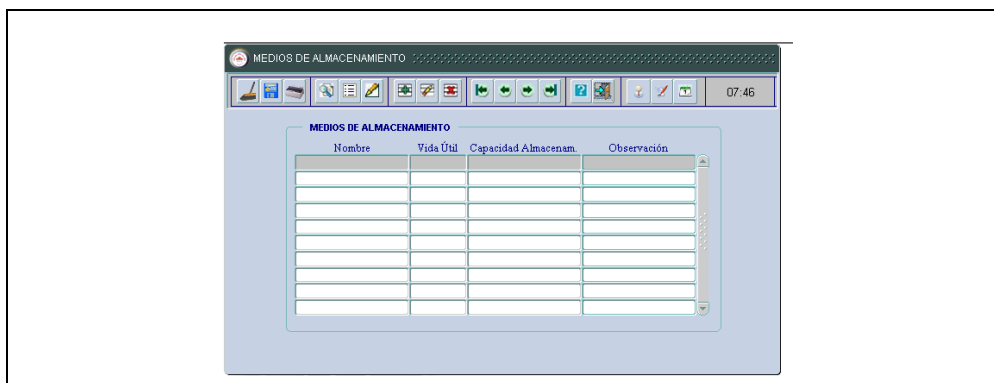 MEDIOS DE ALMACENAMIENTO
07:46
MEDIOS DE ALMACENAMIENTO
Nombre Vida Útil Capacidad Almacenam. Observación